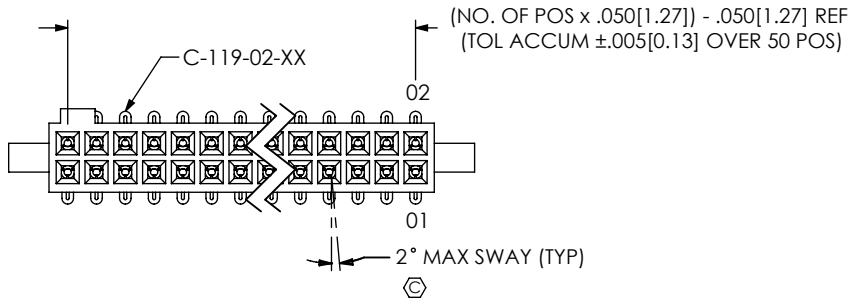 (NO. OF POS x .050[1.27]) - .050[1.27] REF
(TOL ACCUM ±.005[0.13] OVER 50 POS)
C-119-02-XX
02
01
2° MAX SWAY (TYP)
C